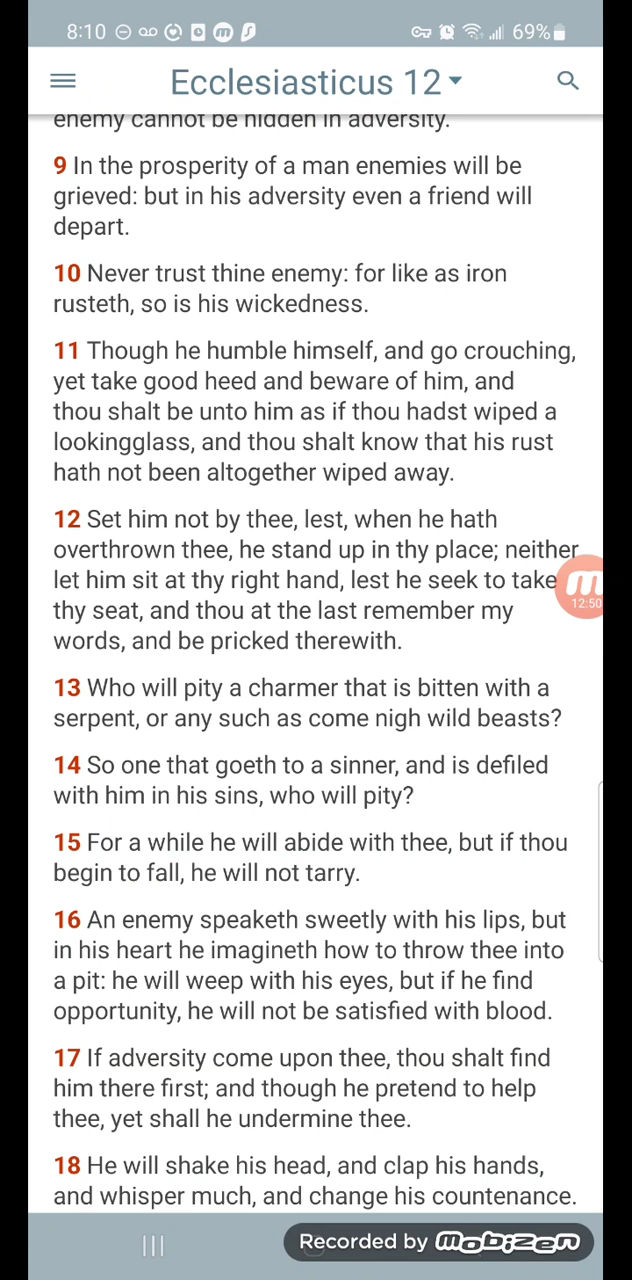 8:10 69%
Ecclesiasticus 12
enemy cannot be hidden in adversity.
9 In the prosperity of a man enemies will be
grieved: but in his adversity even a friend will
depart.
10 Never trust thine enemy: for like as iron
rusteth, so is his wickedness.
11 Though he humble himself, and go crouching,
yet take good heed and beware of him, and
thou shalt be unto him as if thou hadst wiped a
lookingglass, and thou shalt know that his rust
hath not been altogether wiped away.
12 Set him not by thee, lest, when he hath
overthrown thee, he stand up in thy place; neither
let him sit at thy right hand, lest he seek to take
thy seat, and thou at the last remember my
words, and be pricked therewith.
m
12:50
13 Who will pity a charmer that is bitten with a
serpent, or any such as come nigh wild beasts?
14 So one that goeth to a sinner, and is defiled
with him in his sins, who will pity?
15 For a while he will abide with thee, but if thou
begin to fall, he will not tarry.
16 An enemy speaketh sweetly with his lips, but
in his heart he imagineth how to throw thee into
a pit: he will weep with his eyes, but if he find
opportunity, he will not be satisfied with blood.
17 If adversity come upon thee, thou shalt find
him there first; and though he pretend to help
thee, yet shall he undermine thee.
18 He will shake his head, and clap his hands,
and whisper much, and change his countenance.
Recorded by mobizen